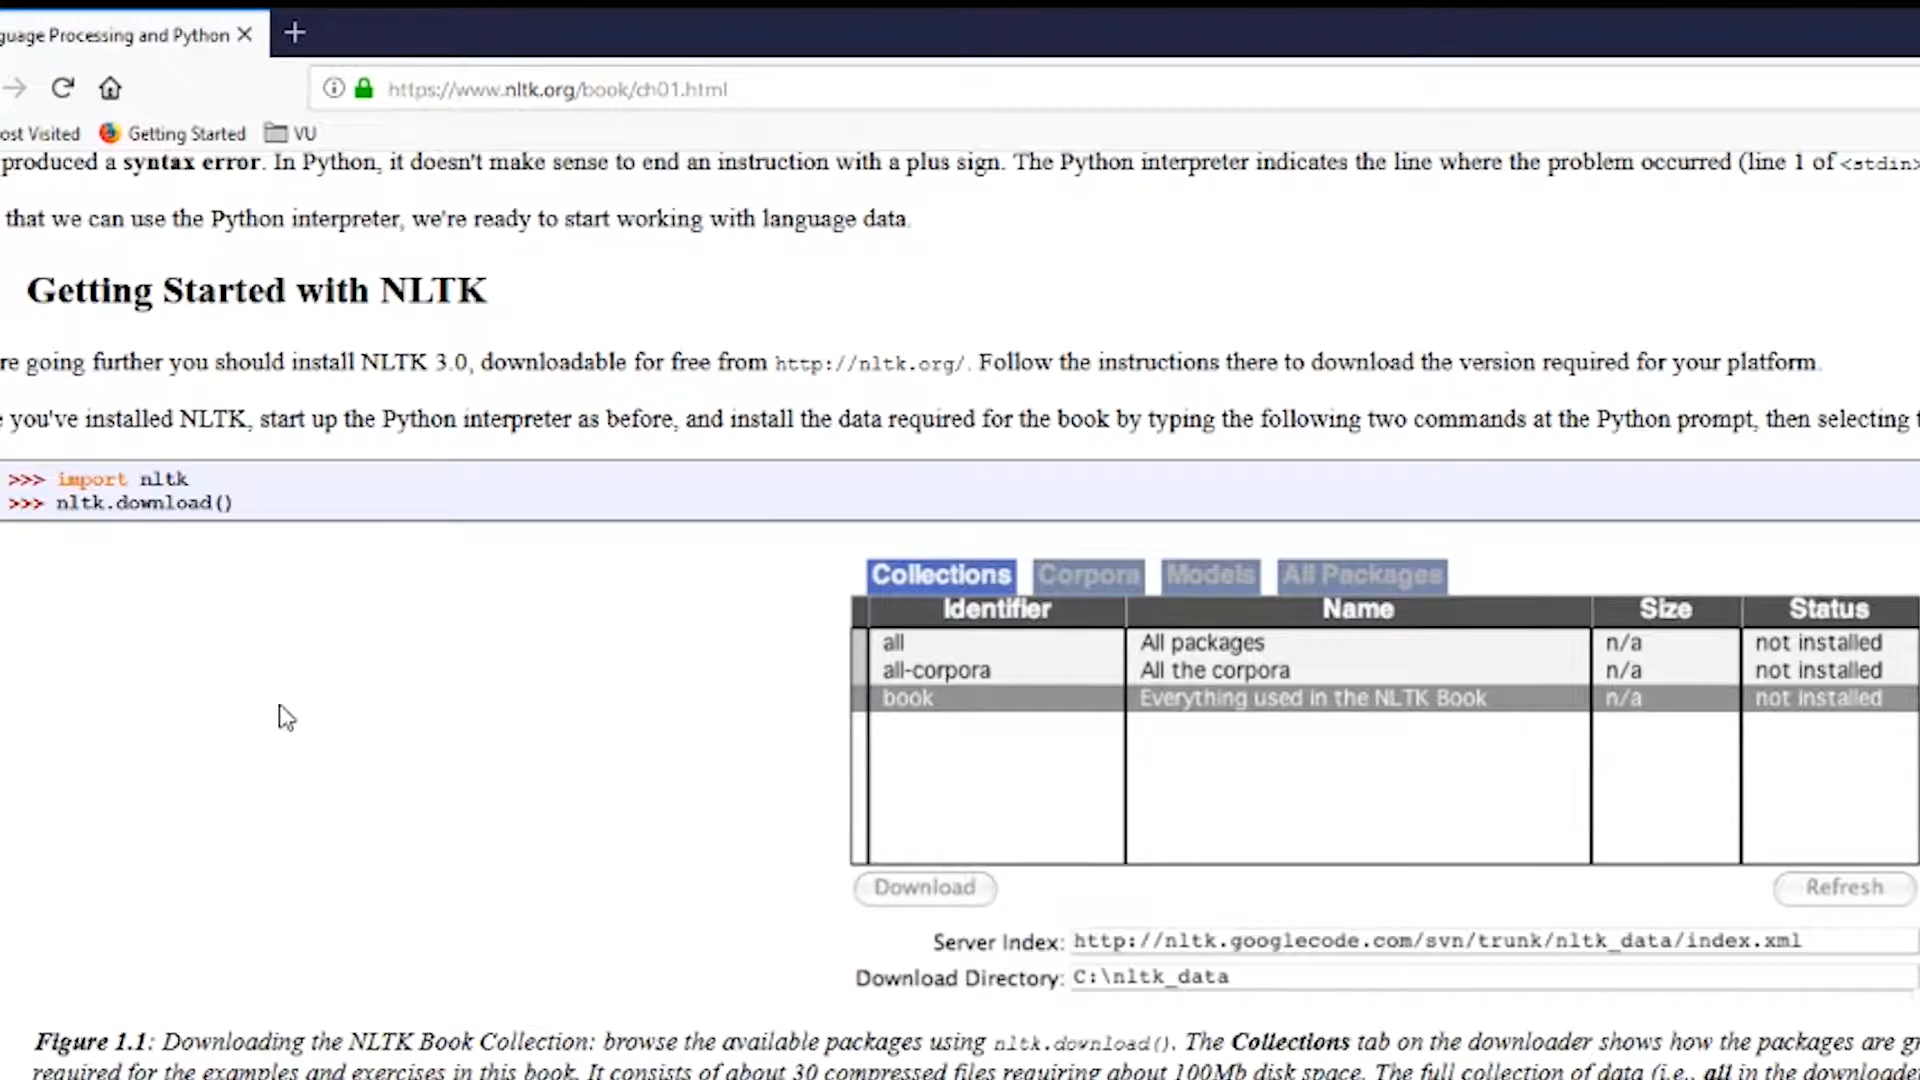 guage Processing and Python
https://www.nltk.org/book/ch01.html
ost Visited Getting Started VU
produced a syntax error. In Python, it doesn't make sense to end an instruction with a plus sign. The Python interpreter indicates the line where the problem occurred (line 1 of <stdin>
that we can use the Python interpreter, we're ready to start working with language data.
Getting Started with NLTK
re going further you should install NLTK 3.0, downloadable for free from http://nltk.org/. Follow the instructions there to download the version required for your platform.
you've installed NLTK, start up the Python interpreter as before, and install the data required for the book by typing the following two commands at the Python prompt, then selecting
>>> import nltk
>>> nltk.download()
Collections Corpora Models All Packages
Identifier Name Size Status
all All packages n/a not installed
all-corpora All the corpora n/a not installed
book Everything used in the NLTK Book n/a not installed
Download Refresh
Server Index: http://nltk.googlecode.com/svn/trunk/nltk_data/index.xml
Download Directory: C:\nltk_data
Figure 1.1: Downloading the NLTK Book Collection: browse the available packages using nltk.download(). The Collections tab on the downloader shows how the packages are gr
required for the examples and exercises in this book. It consists of about 30 compressed files requiring about 100Mb disk space. The full collection of data (i.e., all in the downloade